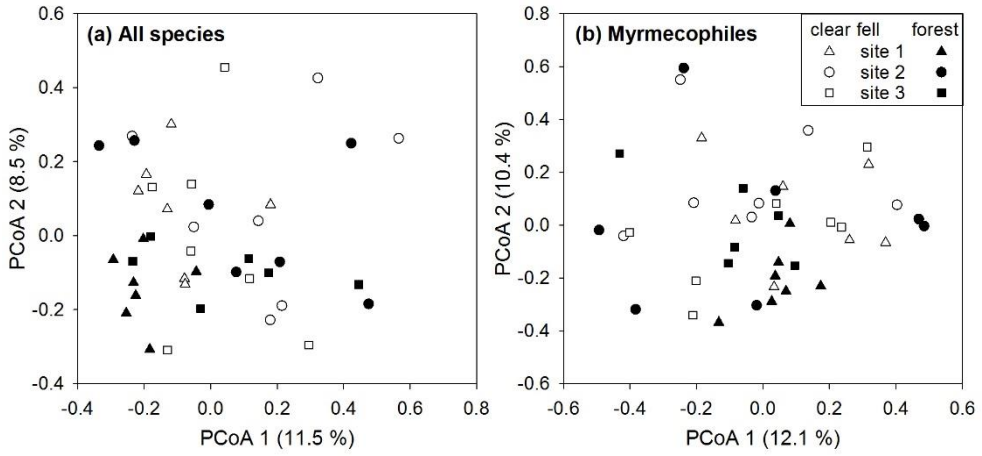 (a) All species
0.6
0.4
0.2
0.0
-0.2
-0.4
PCoA 2 (8.5 %)
-0.4 -0.2 0.0 0.2 0.4 0.6 0.8
PCoA 1 (11.5 %)
(b) Myrmecophiles
clear fell forest
site 1
site 2
site 3
0.8
0.6
0.4
0.2
0.0
-0.2
-0.4
-0.6
PCoA 2 (10.4 %)
-0.6 -0.4 -0.2 0.0 0.2 0.4 0.6
PCoA 1 (12.1 %)